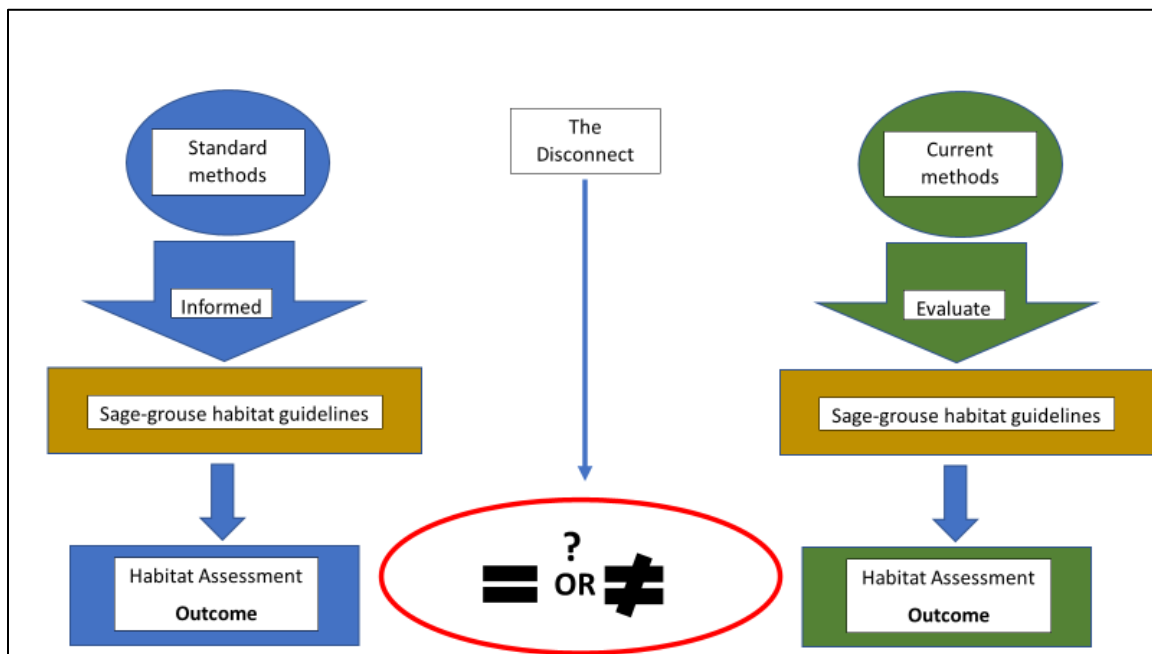 Standard
methods
The
Disconnect
Current
methods
Informed
Evaluate
Sage-grouse habitat guidelines
Sage-grouse habitat guidelines
?
= OR ≠
Habitat Assessment
Outcome
Habitat Assessment
Outcome